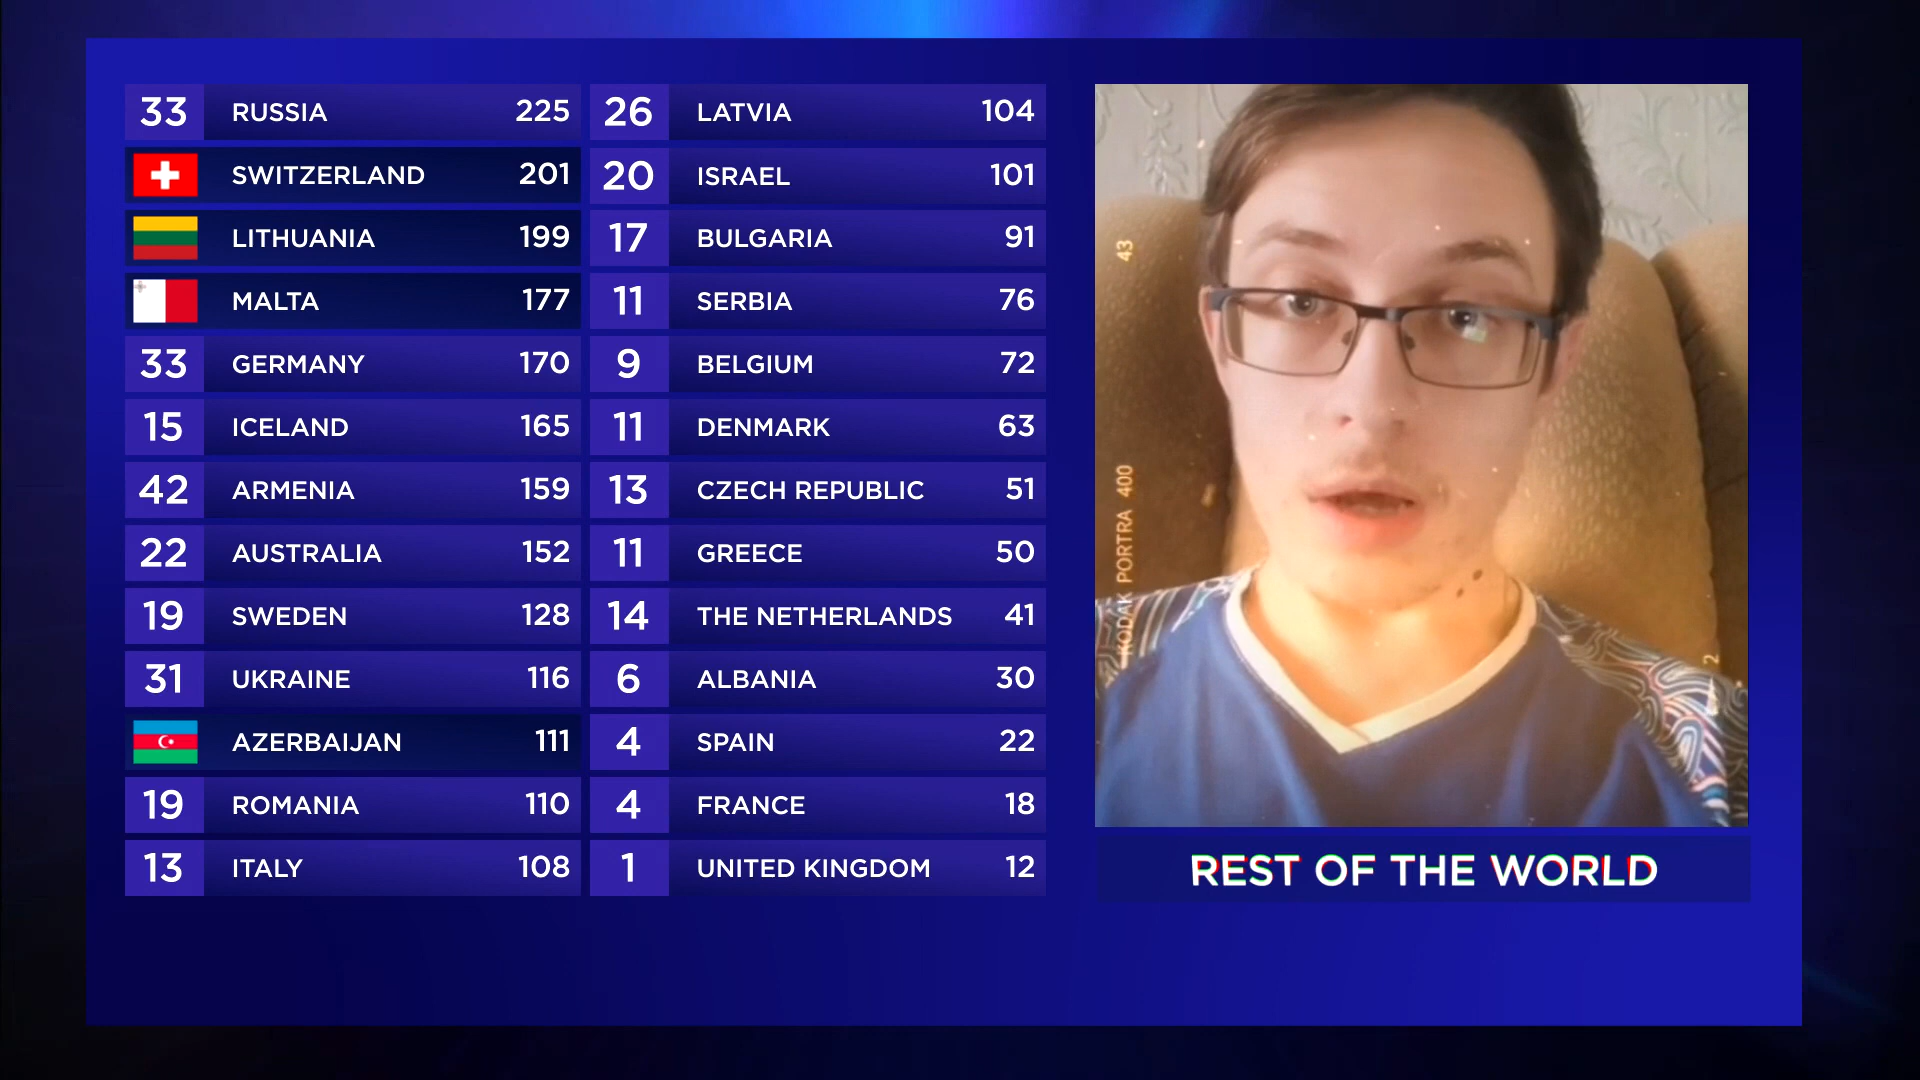 33 RUSSIA 225
SWITZERLAND 201
LITHUANIA 199
MALTA 177
33 GERMANY 170
15 ICELAND 165
42 ARMENIA 159
22 AUSTRALIA 152
19 SWEDEN 128
31 UKRAINE 116
AZERBAIJAN 111
19 ROMANIA 110
13 ITALY 108
26 LATVIA 104
20 ISRAEL 101
17 BULGARIA 91
11 SERBIA 76
9 BELGIUM 72
11 DENMARK 63
13 CZECH REPUBLIC 51
11 GREECE 50
14 THE NETHERLANDS 41
6 ALBANIA 30
4 SPAIN 22
4 FRANCE 18
1 UNITED KINGDOM 12
43
KODAK PORTRA 400
2
REST OF THE WORLD